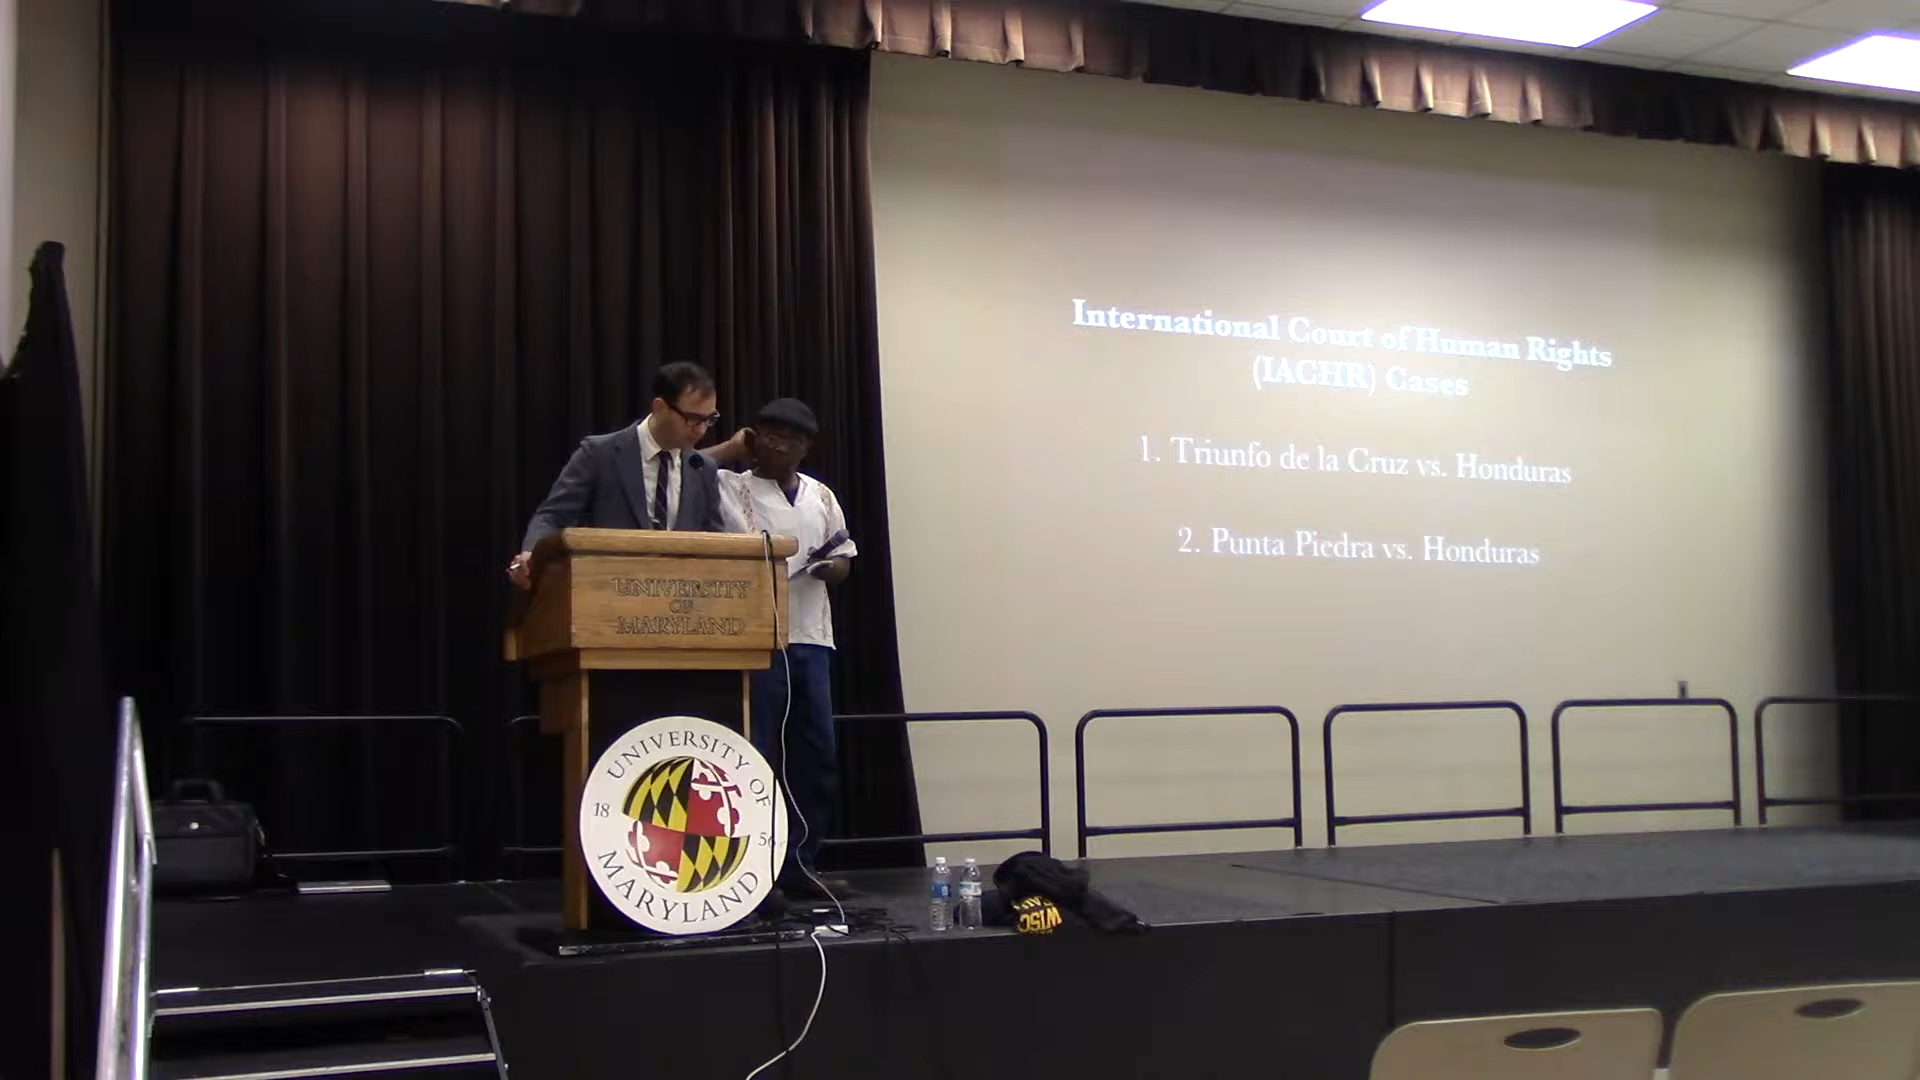 International Court of Human Rights
(IACHR) Cases
1. Triunfo de la Cruz vs. Honduras
2. Punta Piedra vs. Honduras
UNIVERSITY
OF
MARYLAND
UNIVERSITY OF
18 56
MARYLAND